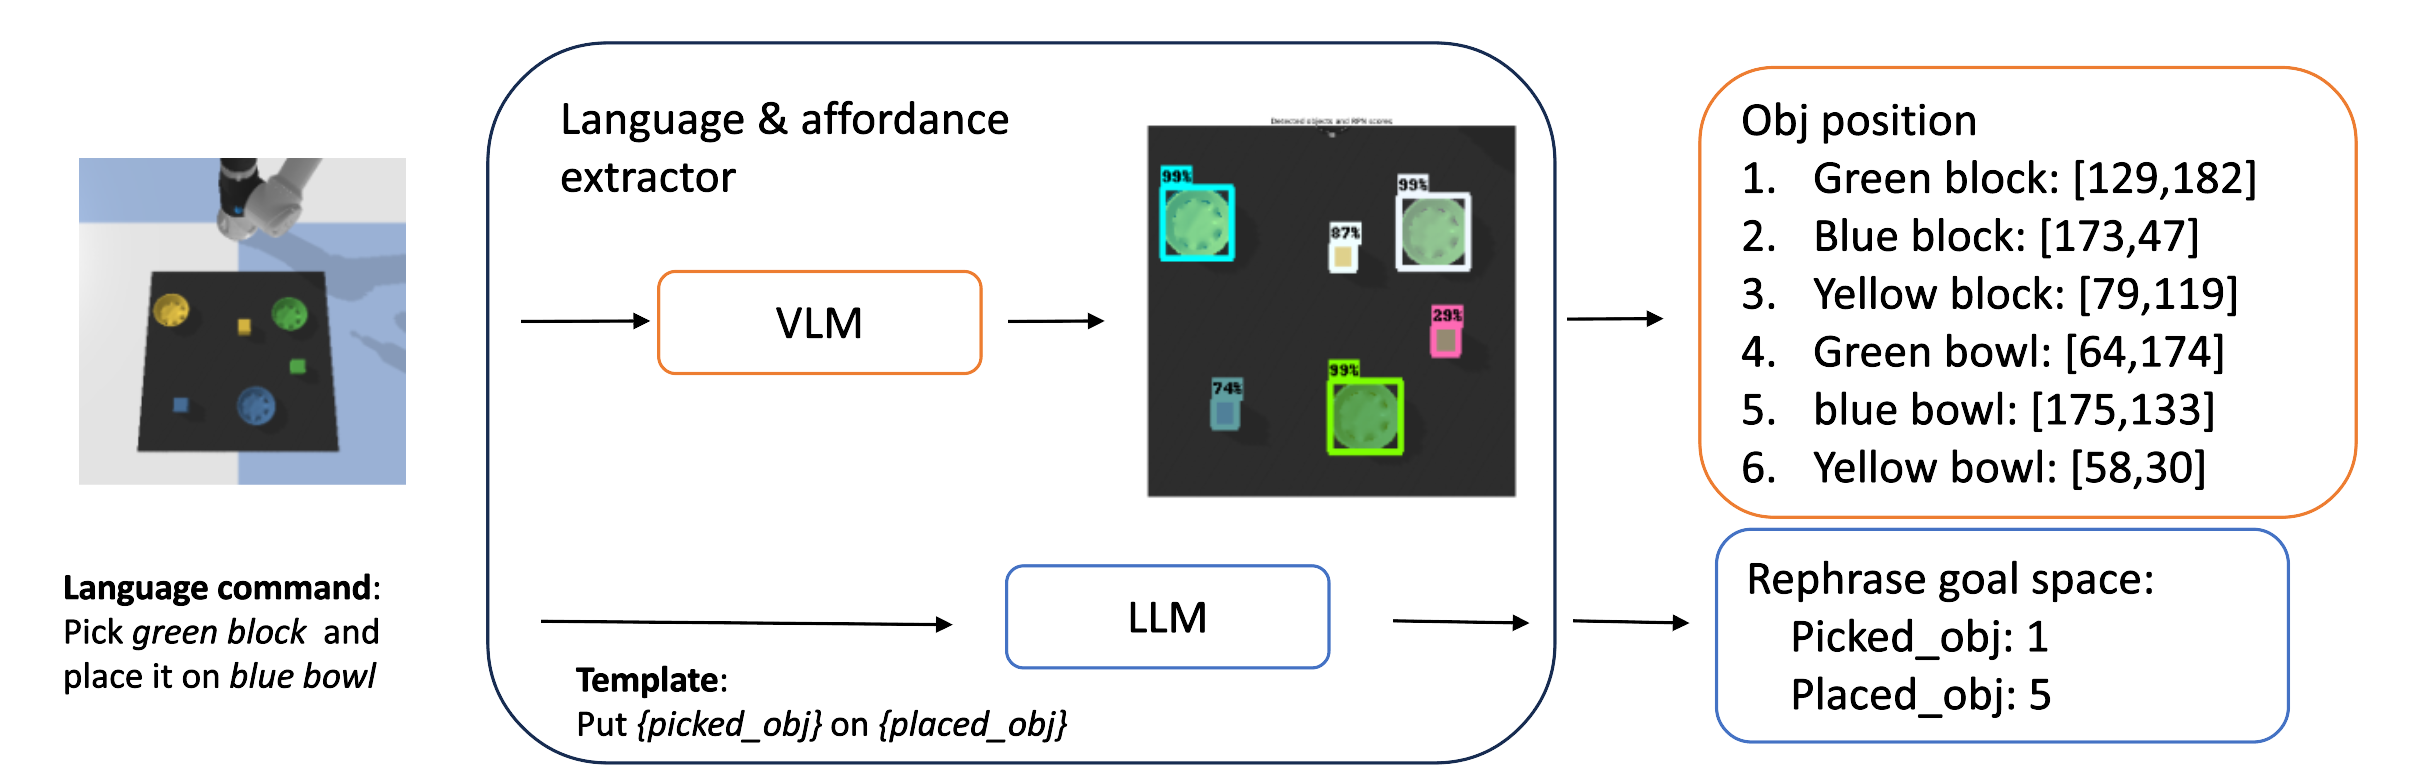 Language & affordance
extractor
Detected objects and RPN scores
99%
99%
87%
29%
99%
74%
VLM
LLM
Template:
Put {picked_obj} on {placed_obj}
Language command:
Pick green block and
place it on blue bowl
Obj position
1. Green block: [129,182]
2. Blue block: [173,47]
3. Yellow block: [79,119]
4. Green bowl: [64,174]
5. blue bowl: [175,133]
6. Yellow bowl: [58,30]
Rephrase goal space:
Picked_obj: 1
Placed_obj: 5